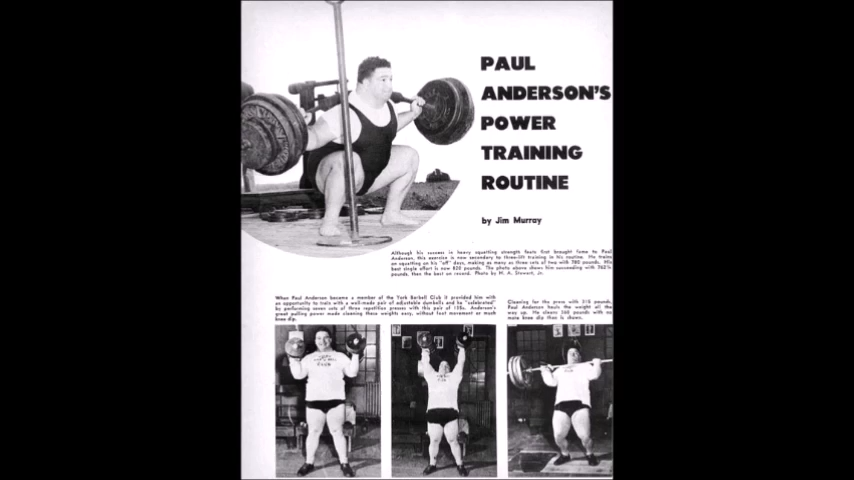 PAUL
ANDERSON'S
POWER
TRAINING
ROUTINE
by Jim Murray
Although his success in heavy squatting strength feats first brought fame to Paul
Anderson, this exercise is now secondary to three-lift training in his routine. He trains
on squatting on his "off" days, making as many as three sets of two with 700 pounds. His
best single effort is now 820 pounds. The photo above shows him succeeding with 762¼
pounds, then the best on record. Photo by W. A. Stewart, Jr.
When Paul Anderson became a member of the York Barbell Club it provided him with
an opportunity to train with a well-made pair of adjustable dumbells and he "celebrated"
by performing seven sets of three repetition presses with this pair of 128s. Anderson's
great pulling power made cleaning these weights easy, without foot movement or much
knee dip.
Cleaning for the press with 310 pounds,
Paul Anderson hauls the weight all the
way up. He cleans 360 pounds with no
more knee dip than is shown.